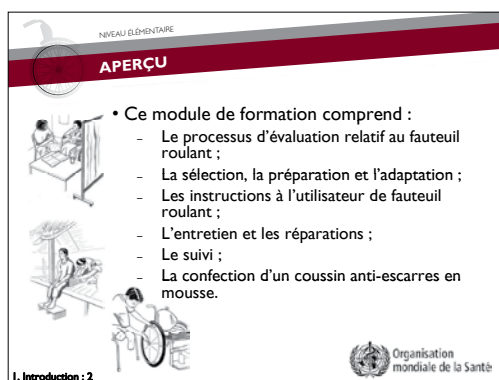 NIVEAU ÉLÉMENTAIRE
APERÇU
• Ce module de formation comprend :
– Le processus d’évaluation relatif au fauteuil
roulant ;
– La sélection, la préparation et l’adaptation ;
– Les instructions à l’utilisateur de fauteuil
roulant ;
– L’entretien et les réparations ;
– Le suivi ;
– La confection d’un coussin anti-escarres en
mousse.
1. Introduction : 2
Organisation
mondiale de la Santé